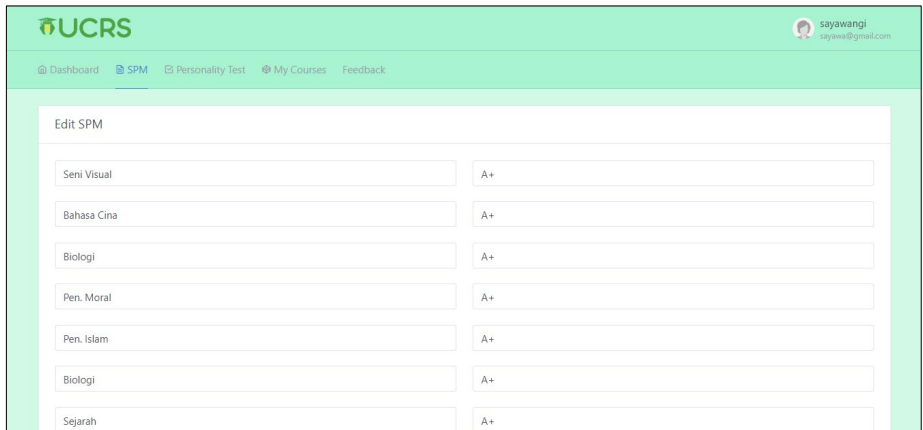 UCRS
sayawangi
sayawa@gmail.com
Dashboard SPM Personality Test My Courses Feedback
Edit SPM
Seni Visual A+
Bahasa Cina A+
Biologi A+
Pen. Moral A+
Pen. Islam A+
Biologi A+
Sejarah A+